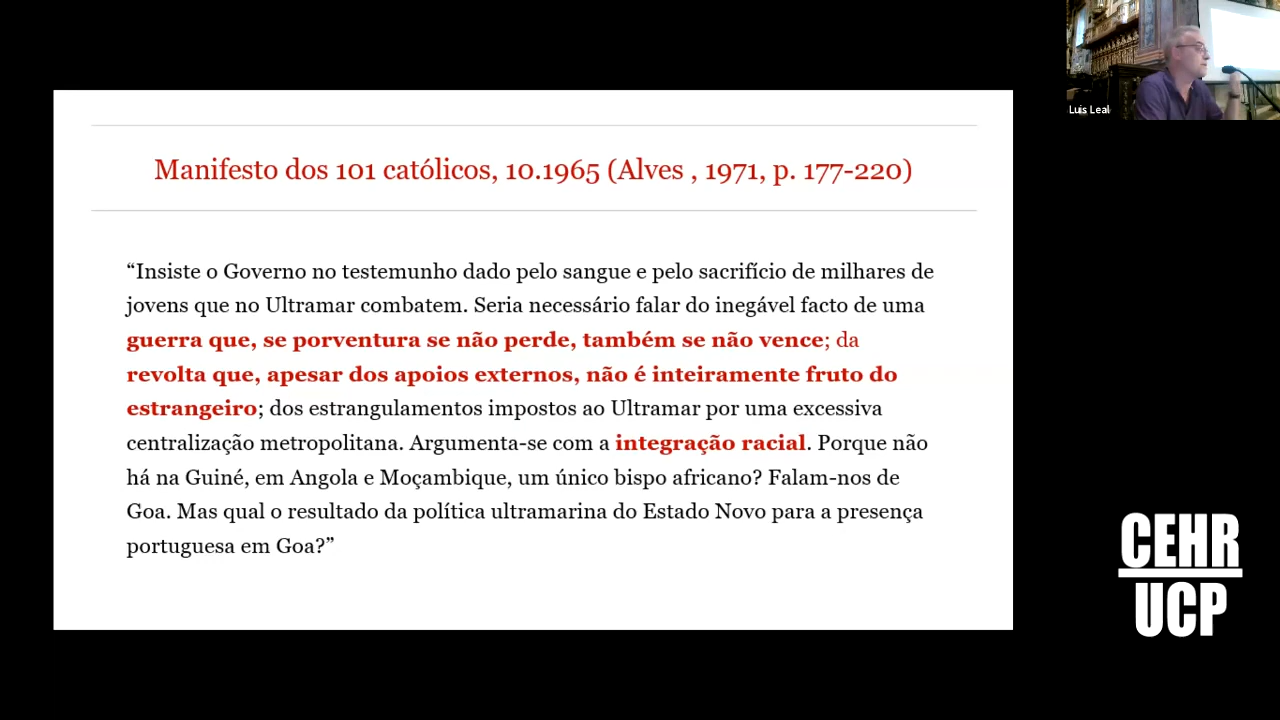 Manifesto dos 101 católicos, 10.1965 (Alves , 1971, p. 177-220)
“Insiste o Governo no testemunho dado pelo sangue e pelo sacrifício de milhares de
jovens que no Ultramar combatem. Seria necessário falar do inegável facto de uma
guerra que, se porventura se não perde, também se não vence; da
revolta que, apesar dos apoios externos, não é inteiramente fruto do
estrangeiro; dos estrangulamentos impostos ao Ultramar por uma excessiva
centralização metropolitana. Argumenta-se com a integração racial. Porque não
há na Guiné, em Angola e Moçambique, um único bispo africano? Falam-nos de
Goa. Mas qual o resultado da política ultramarina do Estado Novo para a presença
portuguesa em Goa?”
Luis Leal
CEHR
UCP